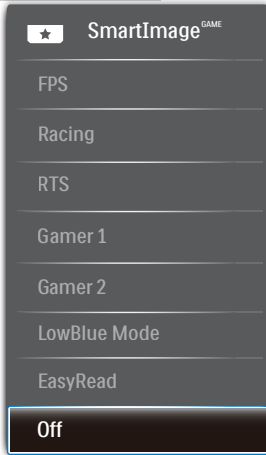 SmartImage GAME
FPS
Racing
RTS
Gamer 1
Gamer 2
LowBlue Mode
EasyRead
Off